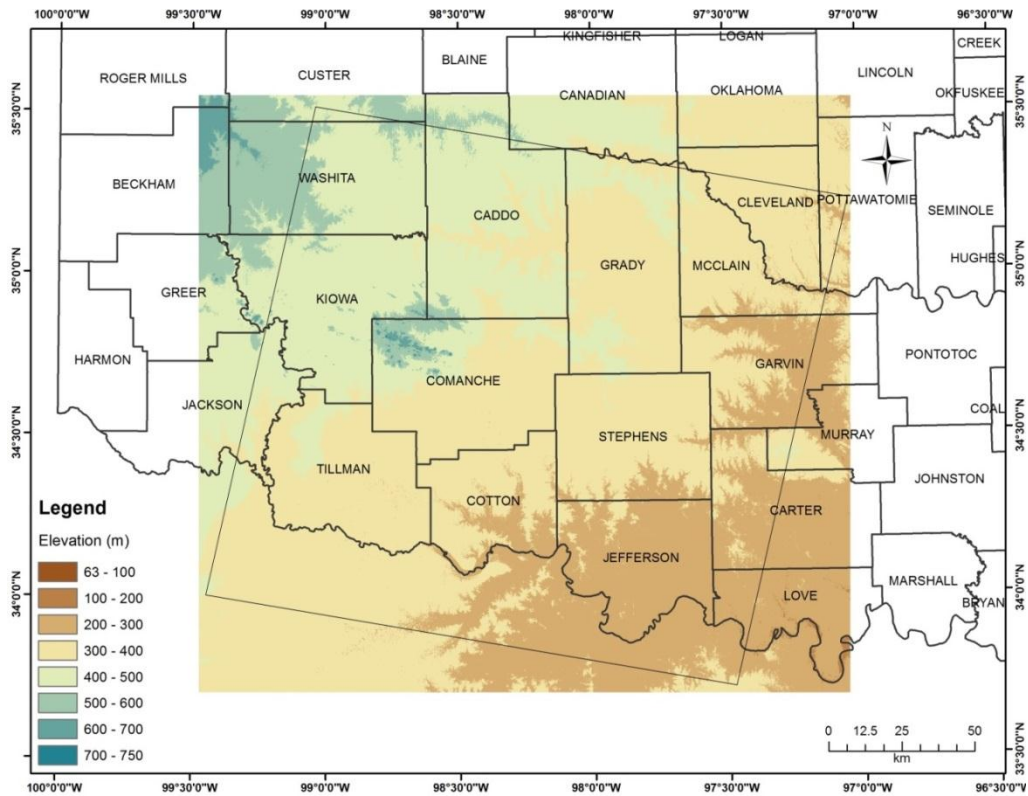 100°0'0"W 99°30'0"W 99°0'0"W 98°30'0"W 98°0'0"W 97°30'0"W 97°0'0"W 96°30'0"W
KINGFISHER LOGAN
CREEK
BLAINE
ROGER MILLS CUSTER LINCOLN
OKLAHOMA OKFUSKEE
CANADIAN
35°30'0"N 35°30'0"N
N
BECKHAM WASHITA
CLEVELAND POTTAWATOMIE
CADDO SEMINOLE
HUGHES
GRADY MCCLAIN
35°0'0"N 35°0'0"N
GREER KIOWA
HARMON PONTOTOC
GARVIN
COMANCHE
JACKSON COAL
STEPHENS MURRAY
34°30'0"N 34°30'0"N
TILLMAN
JOHNSTON
COTTON
CARTER
Legend
Elevation (m)
JEFFERSON
63 - 100
MARSHALL
LOVE BRYAN
100 - 200
34°0'0"N 34°0'0"N
200 - 300
300 - 400
400 - 500
500 - 600
600 - 700
0 12.5 25 50
700 - 750
km
33°30'0"N 33°30'0"N
100°0'0"W 99°30'0"W 99°0'0"W 98°30'0"W 98°0'0"W 97°30'0"W 97°0'0"W 96°30'0"W